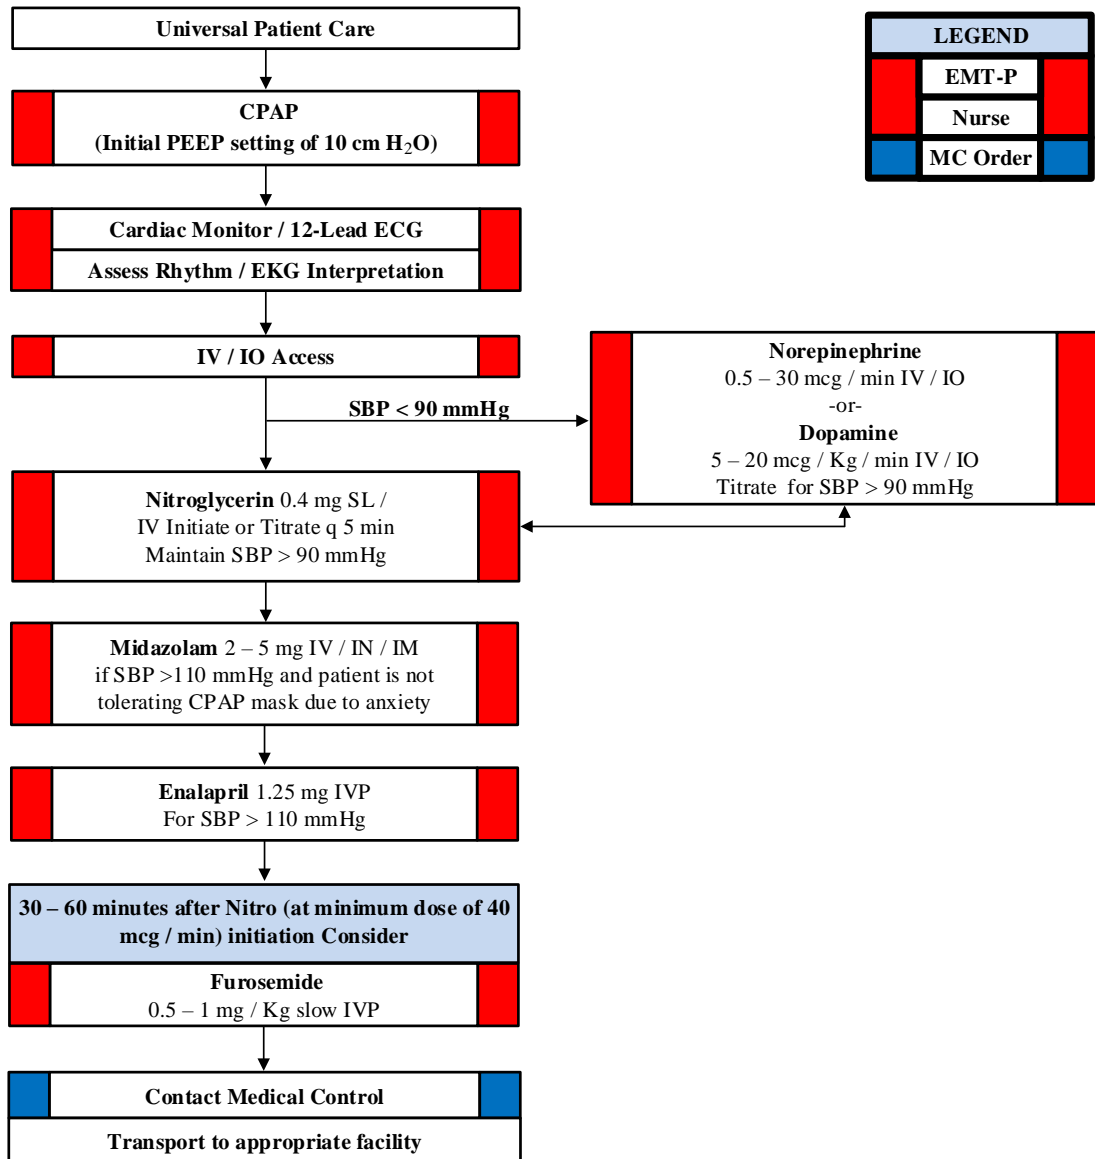 Universal Patient Care
LEGEND
EMT-P
Nurse
MC Order
CPAP
(Initial PEEP setting of 10 cm H₂O)
Cardiac Monitor / 12-Lead ECG
Assess Rhythm / EKG Interpretation
IV / IO Access
SBP < 90 mmHg
Norepinephrine
0.5 – 30 mcg / min IV / IO
-or-
Dopamine
5 – 20 mcg / Kg / min IV / IO
Titrate for SBP > 90 mmHg
Nitroglycerin 0.4 mg SL /
IV Initiate or Titrate q 5 min
Maintain SBP > 90 mmHg
Midazolam 2 – 5 mg IV / IN / IM
if SBP >110 mmHg and patient is not
tolerating CPAP mask due to anxiety
Enalapril 1.25 mg IVP
For SBP > 110 mmHg
30 – 60 minutes after Nitro (at minimum dose of 40
mcg / min) initiation Consider
Furosemide
0.5 – 1 mg / Kg slow IVP
Contact Medical Control
Transport to appropriate facility